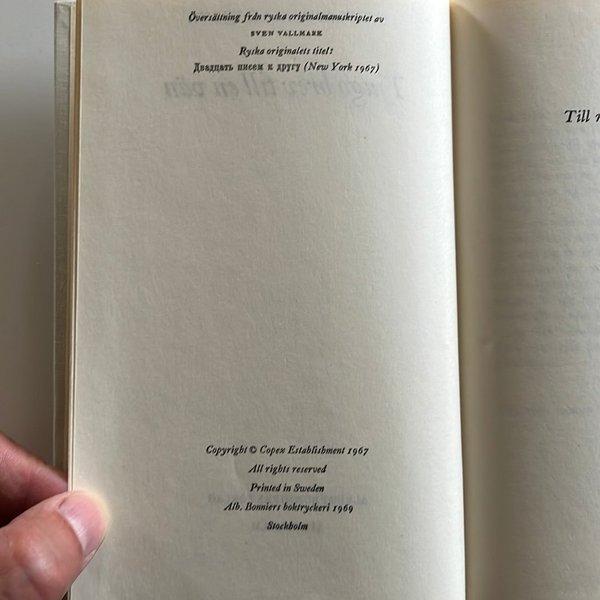 Översättning från ryska originalmanuskriptet av
SVEN VALLMARK
Ryska originalets titel:
Двадцать писем к другу (New York 1967)
Copyright © Copex Establishment 1967
All rights reserved
Printed in Sweden
Alb. Bonniers boktryckeri 1969
Stockholm
Till